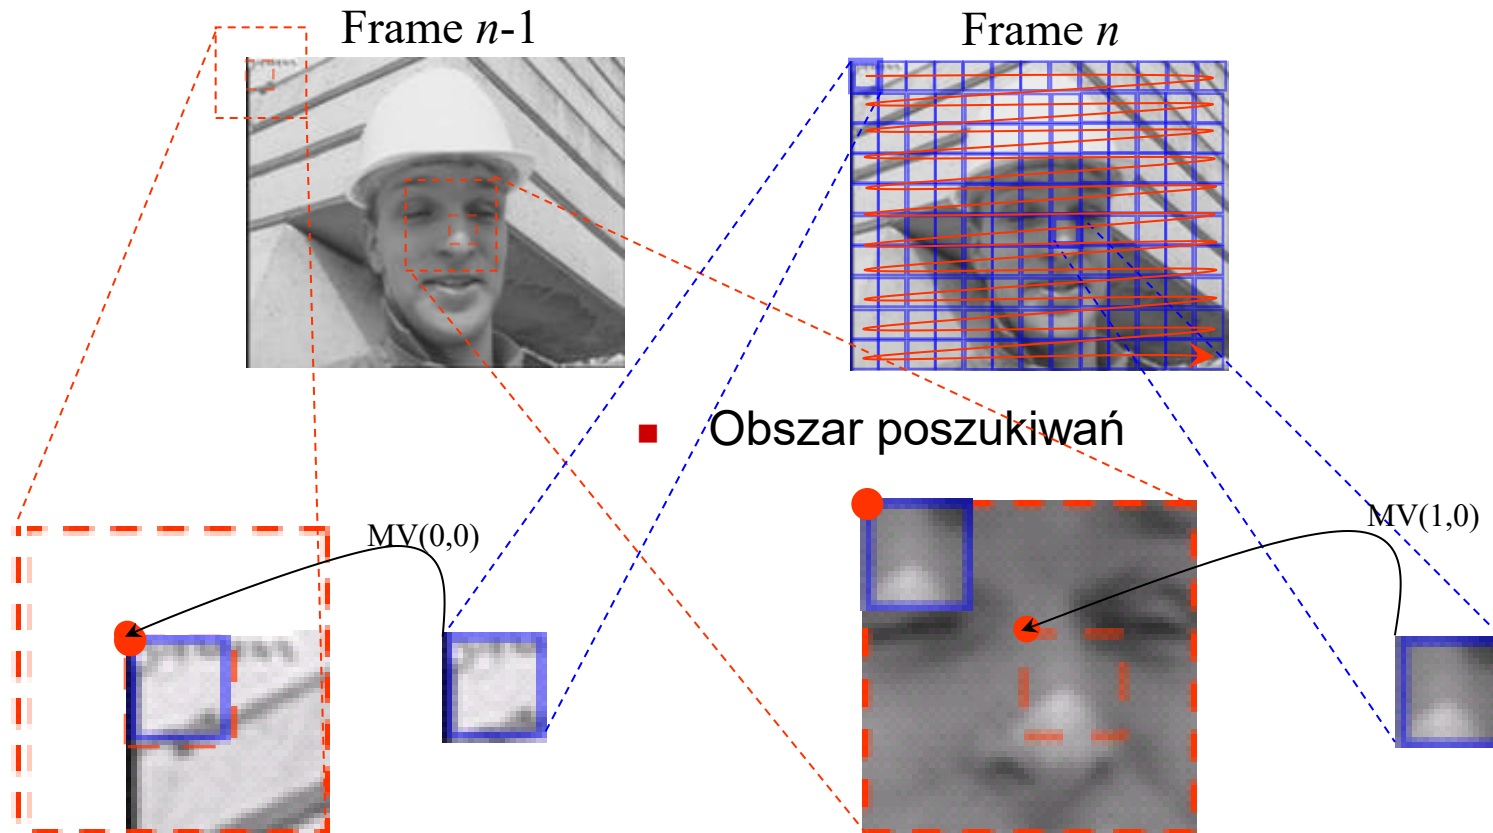 Frame n-1
Frame n
Obszar poszukiwań
MV(0,0)
MV(1,0)